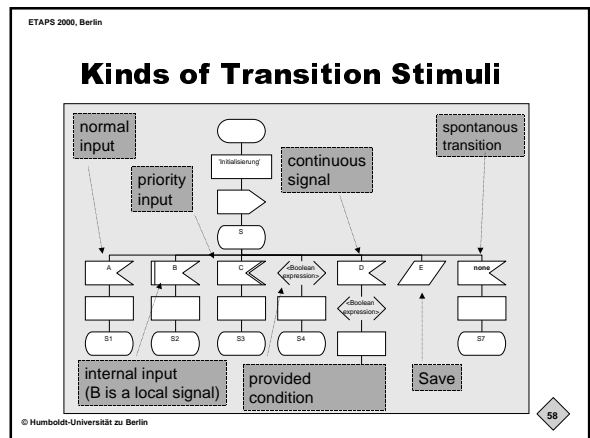 ETAPS 2000, Berlin
Kinds of Transition Stimuli
normal
input
priority
input
'Initialisierung'
continuous
signal
spontanous
transition
S
A
B
C
<Boolean
expression>
D
E
none
<Boolean
expression>
S1
S2
S3
S4
S7
internal input
(B is a local signal)
provided
condition
Save
© Humboldt-Universität zu Berlin
58